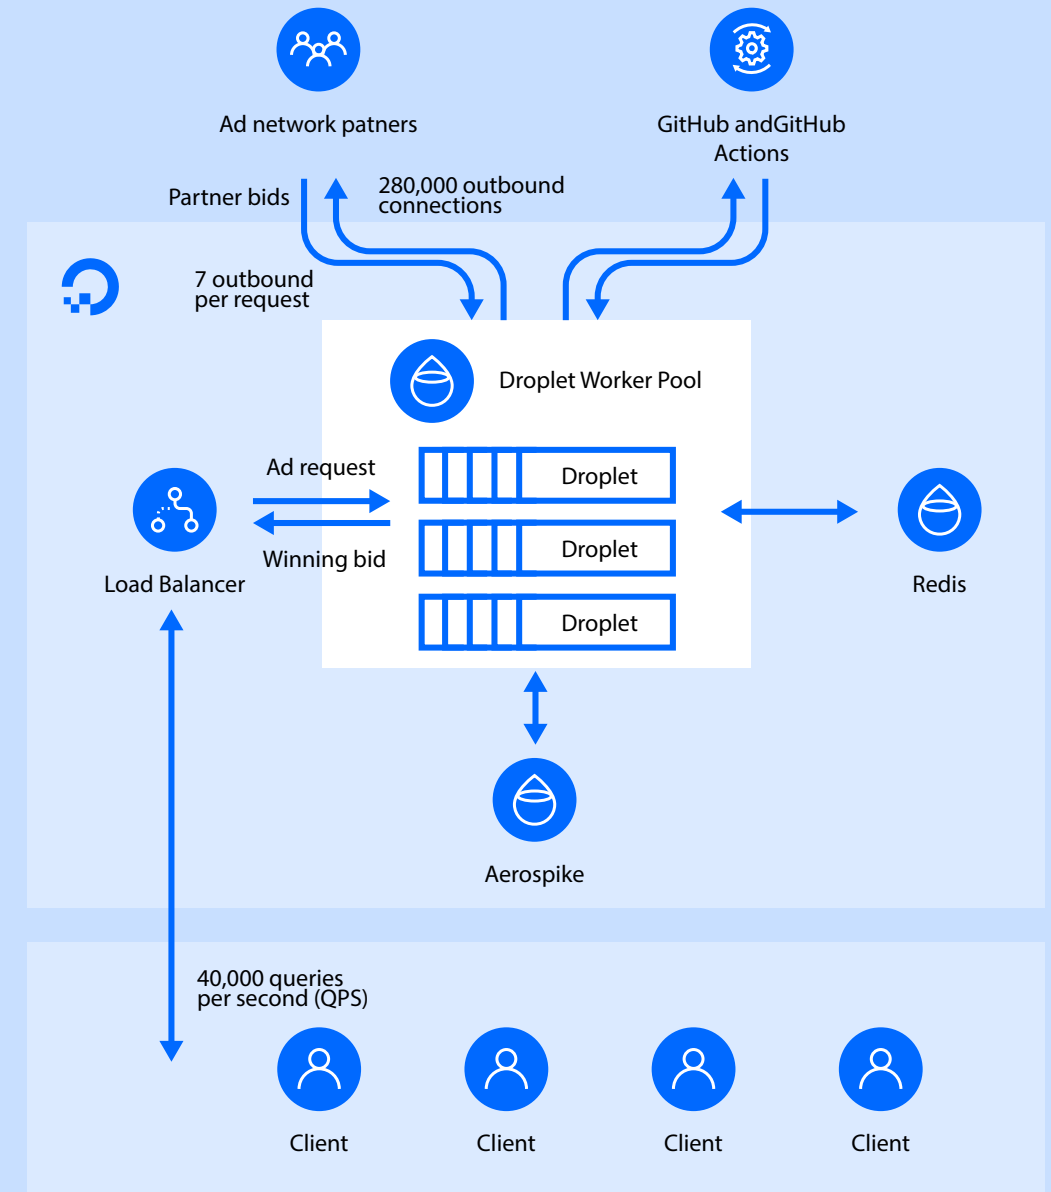 Ad network patners
GitHub andGitHub
Actions
Partner bids
280,000 outbound
connections
7 outbound
per request
Droplet Worker Pool
Ad request
Droplet
Droplet
Winning bid
Load Balancer
Redis
Droplet
Aerospike
40,000 queries
per second (QPS)
Client
Client
Client
Client